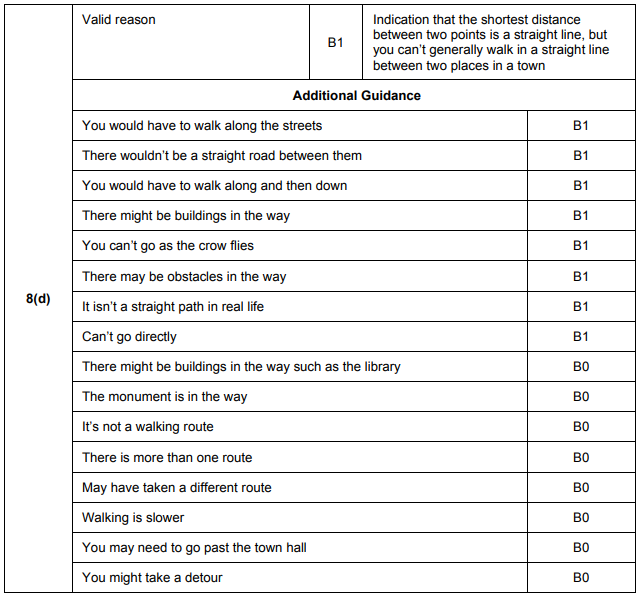 Valid reason
B1
Indication that the shortest distance
between two points is a straight line, but
you can’t generally walk in a straight line
between two places in a town
Additional Guidance
8(d)
You would have to walk along the streets B1
There wouldn’t be a straight road between them B1
You would have to walk along and then down B1
There might be buildings in the way B1
You can’t go as the crow flies B1
There may be obstacles in the way B1
It isn’t a straight path in real life B1
Can’t go directly B1
There might be buildings in the way such as the library B0
The monument is in the way B0
It’s not a walking route B0
There is more than one route B0
May have taken a different route B0
Walking is slower B0
You may need to go past the town hall B0
You might take a detour B0